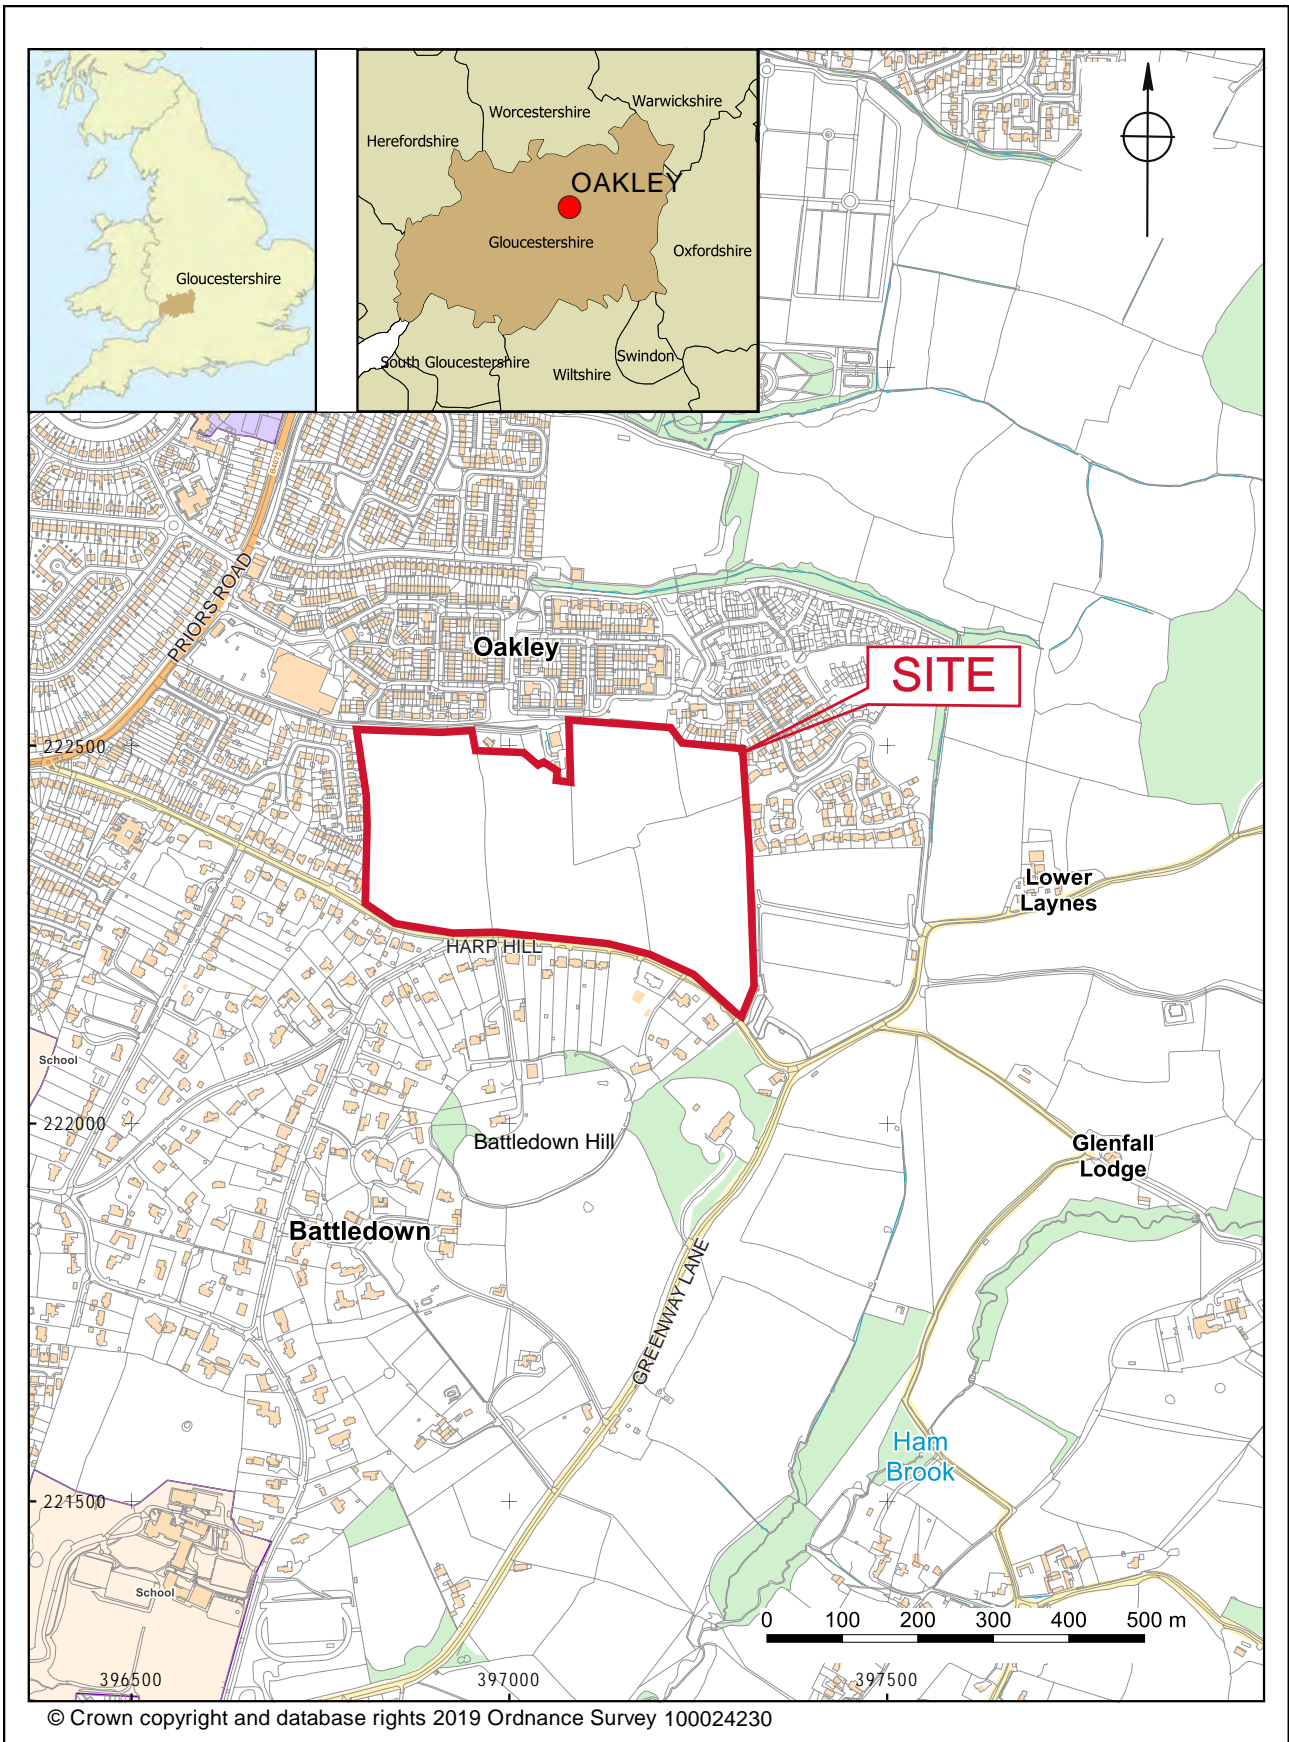 Worcestershire
Warwickshire
Herefordshire
OAKLEY
Gloucestershire
Oxfordshire
Gloucestershire
South Gloucestershire
Swindon
Wiltshire
B4075
PRIORS ROAD
Oakley
SITE
222500
Lower
Laynes
HARP HILL
School
222000
Battledown Hill
Glenfall
Lodge
Battledown
GREENWAY LANE
Ham
Brook
221500
School
0 100 200 300 400 500 m
396500 397000 397500
© Crown copyright and database rights 2019 Ordnance Survey 100024230